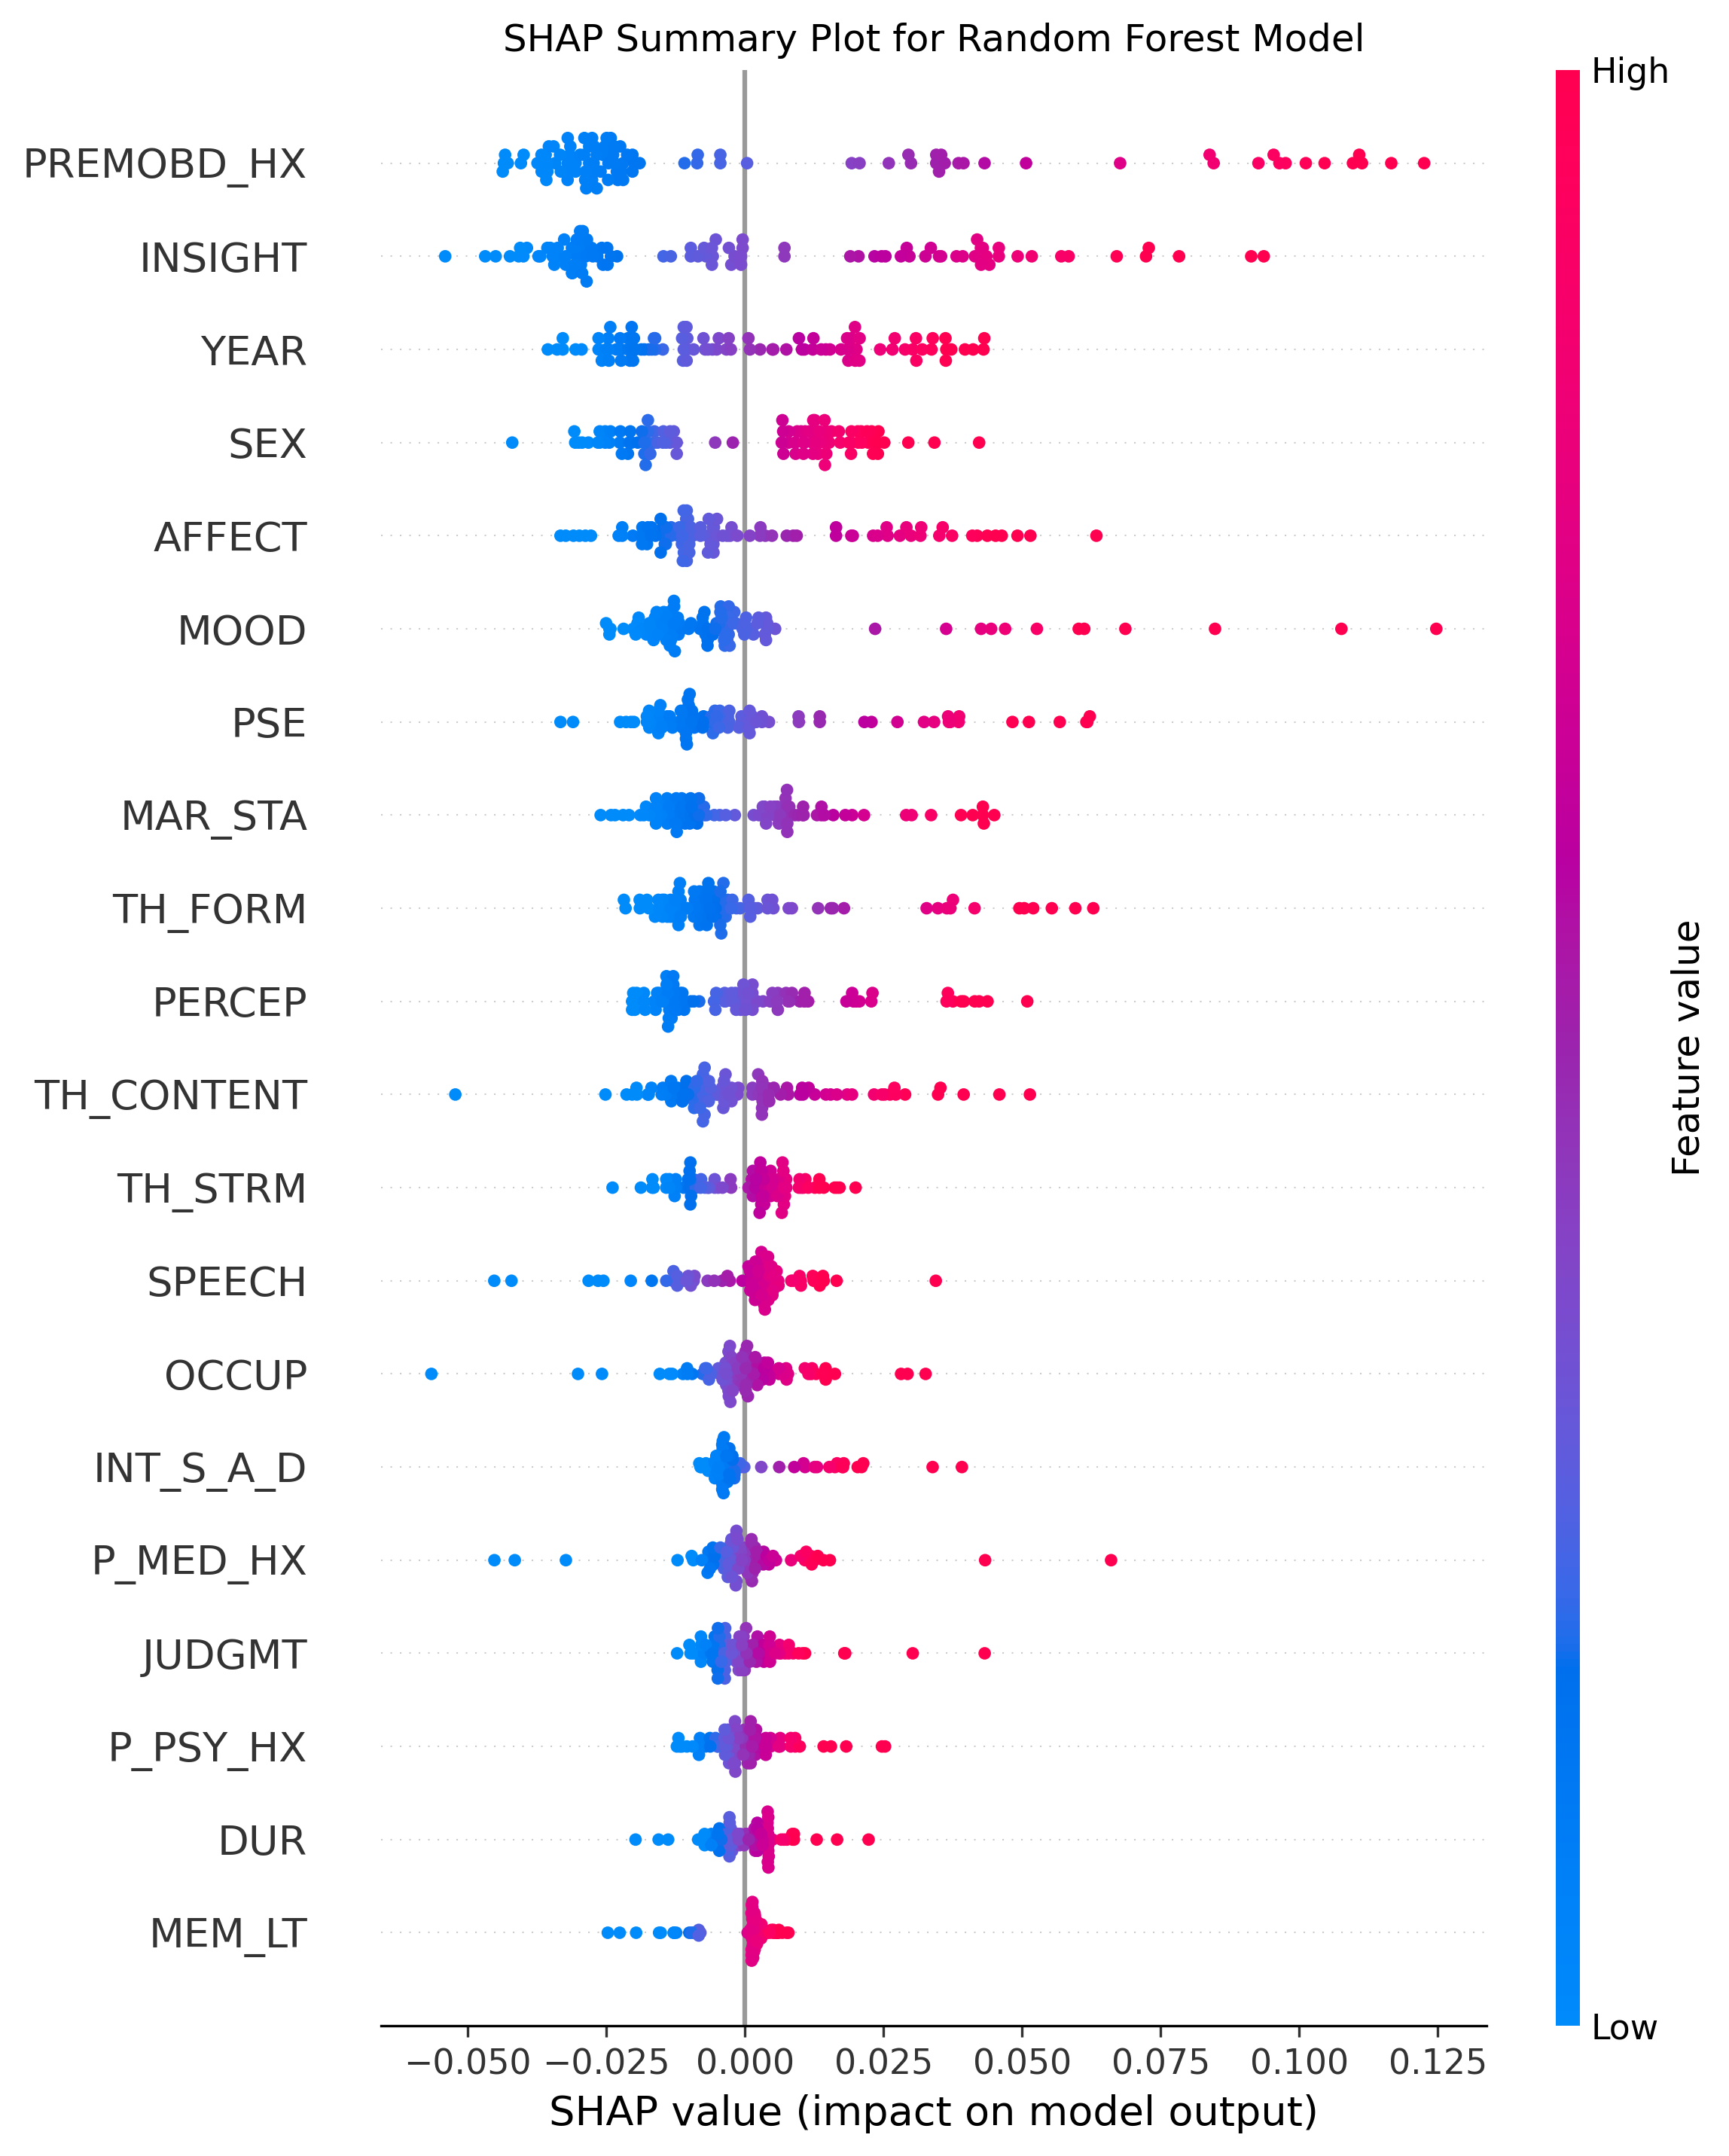 SHAP Summary Plot for Random Forest Model
High
PREMOBD_HX
INSIGHT
YEAR
SEX
AFFECT
MOOD
PSE
MAR_STA
TH_FORM
PERCEP
TH_CONTENT
TH_STRM
SPEECH
OCCUP
INT_S_A_D
P_MED_HX
JUDGMT
P_PSY_HX
DUR
MEM_LT
Feature value
Low
−0.050 −0.025 0.000 0.025 0.050 0.075 0.100 0.125
SHAP value (impact on model output)